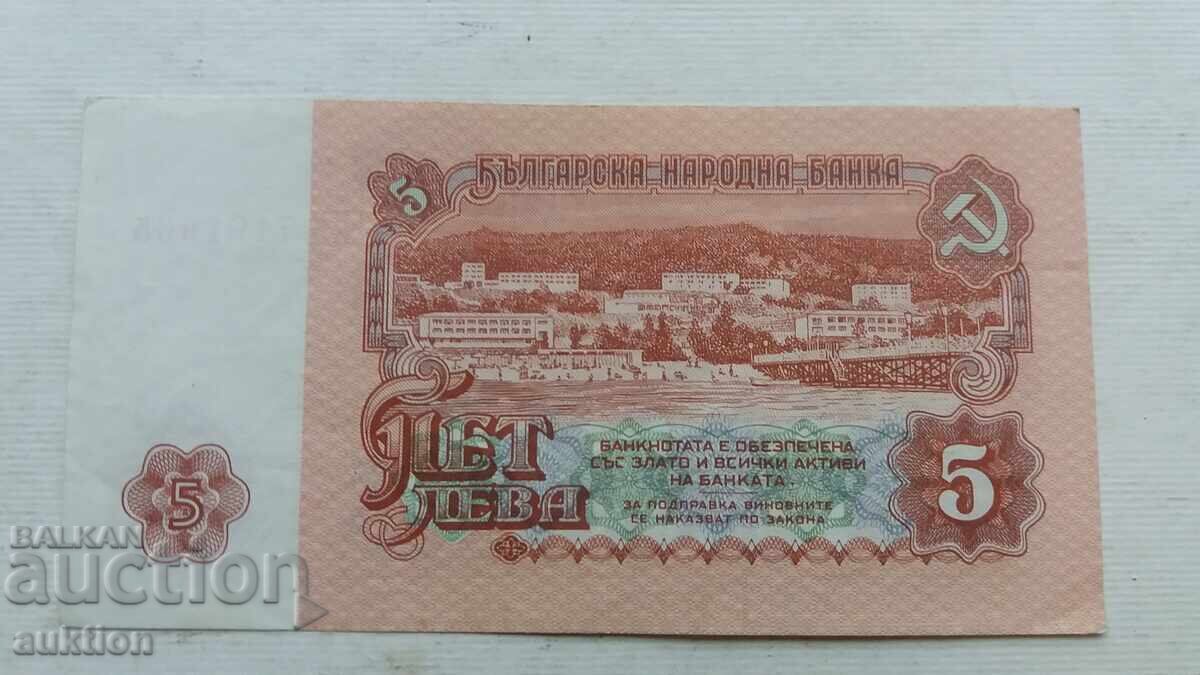 БЪЛГАРСКА НАРОДНА БАНКА
5
ПЕТ
ЛЕВА
БАНКНОТАТА Е ОБЕЗПЕЧЕНА
СЪС ЗЛАТО И ВСИЧКИ АКТИВИ
НА БАНКАТА.
ЗА ПОДПРАВКА ВИНОВНИТЕ
СЕ НАКАЗВАТ ПО ЗАКОНА
5
5
BALKAN
auction
auktion